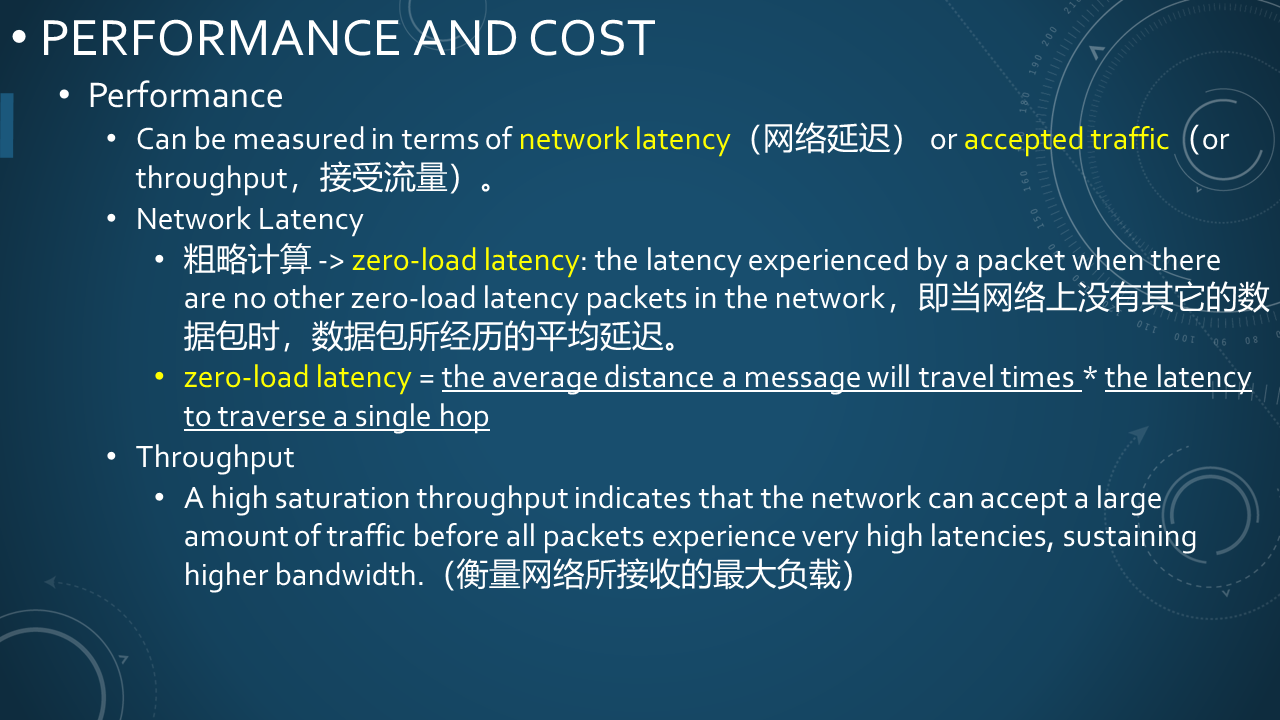 • PERFORMANCE AND COST
• Performance
• Can be measured in terms of network latency（网络延迟） or accepted traffic（or
throughput，接受流量）。
• Network Latency
• 粗略计算 -> zero-load latency: the latency experienced by a packet when there
are no other zero-load latency packets in the network，即当网络上没有其它的数
据包时，数据包所经历的平均延迟。
• zero-load latency = the average distance a message will travel times * the latency
to traverse a single hop
• Throughput
• A high saturation throughput indicates that the network can accept a large
amount of traffic before all packets experience very high latencies, sustaining
higher bandwidth.（衡量网络所接收的最大负载）